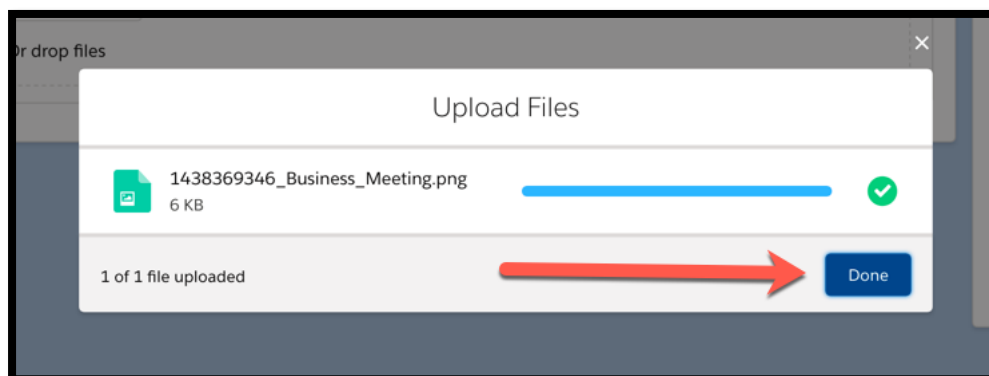 Or drop files
Upload Files
1438369346_Business_Meeting.png
6 KB
1 of 1 file uploaded
Done